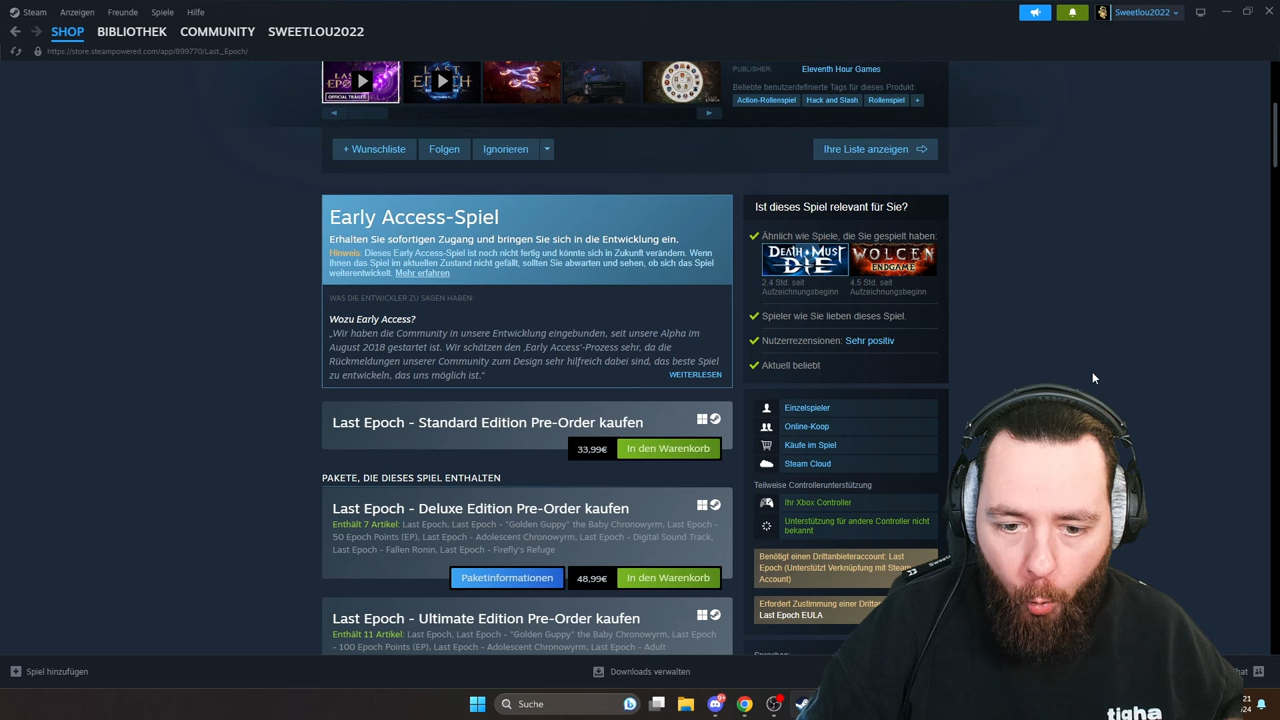 Steam Anzeigen Freunde Spiele Hilfe
Sweetlou2022
SHOP BIBLIOTHEK COMMUNITY SWEETLOU2022
https://store.steampowered.com/app/899770/Last_Epoch/
OFFICIAL TRAILER
PUBLISHER: Eleventh Hour Games
Beliebte benutzerdefinierte Tags für dieses Produkt:
Action-Rollenspiel Hack and Slash Rollenspiel +
+ Wunschliste Folgen Ignorieren
Ihre Liste anzeigen
Early Access-Spiel
Erhalten Sie sofortigen Zugang und bringen Sie sich in die Entwicklung ein.
Hinweis: Dieses Early Access-Spiel ist noch nicht fertig und könnte sich in Zukunft verändern. Wenn
Ihnen das Spiel im aktuellen Zustand nicht gefällt, sollten Sie abwarten und sehen, ob sich das Spiel
weiterentwickelt. Mehr erfahren
WAS DIE ENTWICKLER ZU SAGEN HABEN:
Wozu Early Access?
„Wir haben die Community in unsere Entwicklung eingebunden, seit unsere Alpha im
August 2018 gestartet ist. Wir schätzen den ‚Early Access‘-Prozess sehr, da die
Rückmeldungen unserer Community zum Design sehr hilfreich dabei sind, das beste Spiel
zu entwickeln, das uns möglich ist.“
WEITERLESEN
Last Epoch - Standard Edition Pre-Order kaufen
33,99€ In den Warenkorb
PAKETE, DIE DIESES SPIEL ENTHALTEN
Last Epoch - Deluxe Edition Pre-Order kaufen
Enthält 7 Artikel: Last Epoch, Last Epoch - "Golden Guppy" the Baby Chronowyrm, Last Epoch -
50 Epoch Points (EP), Last Epoch - Adolescent Chronowyrm, Last Epoch - Digital Sound Track,
Last Epoch - Fallen Ronin, Last Epoch - Firefly's Refuge
Paketinformationen 48,99€ In den Warenkorb
Last Epoch - Ultimate Edition Pre-Order kaufen
Enthält 11 Artikel: Last Epoch, Last Epoch - "Golden Guppy" the Baby Chronowyrm, Last Epoch
- 100 Epoch Points (EP), Last Epoch - Adolescent Chronowyrm, Last Epoch - Adult
Ist dieses Spiel relevant für Sie?
Ähnlich wie Spiele, die Sie gespielt haben:
DEATH MUST DIE
WOLCEN ENDGAME
2.4 Std. seit Aufzeichnungsbeginn
4.5 Std. seit Aufzeichnungsbeginn
Spieler wie Sie lieben dieses Spiel.
Nutzerrezensionen: Sehr positiv
Aktuell beliebt
Einzelspieler
Online-Koop
Käufe im Spiel
Steam Cloud
Teilweise Controllerunterstützung
Ihr Xbox Controller
Unterstützung für andere Controller nicht
bekannt
Benötigt einen Drittanbieteraccount: Last
Epoch (Unterstützt Verknüpfung mit Steam
Account)
Erfordert Zustimmung einer
Last Epoch EULA
Sprachen:
Spiel hinzufügen
Downloads verwalten
Suche
9+
tigha